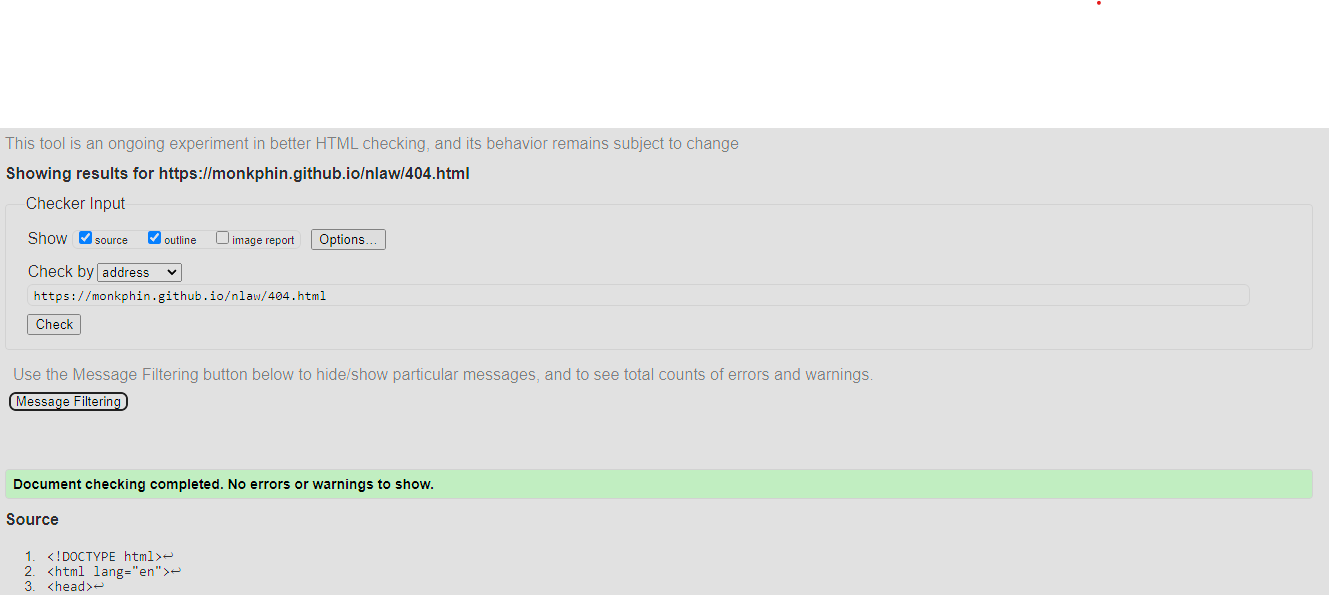 This tool is an ongoing experiment in better HTML checking, and its behavior remains subject to change
Showing results for https://monkphin.github.io/nlaw/404.html
Checker Input
Show source outline image report Options...
Check by address
https://monkphin.github.io/nlaw/404.html
Check
Use the Message Filtering button below to hide/show particular messages, and to see total counts of errors and warnings.
Message Filtering
Document checking completed. No errors or warnings to show.
Source
1. <!DOCTYPE html>↩
2. <html lang="en">↩
3. <head>↩